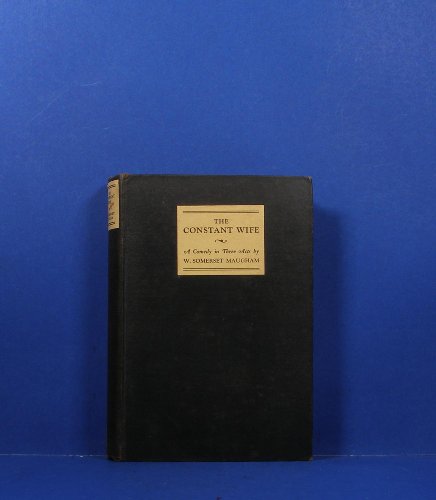 THE
CONSTANT WIFE
A Comedy in Three Acts by
W. SOMERSET MAUGHAM